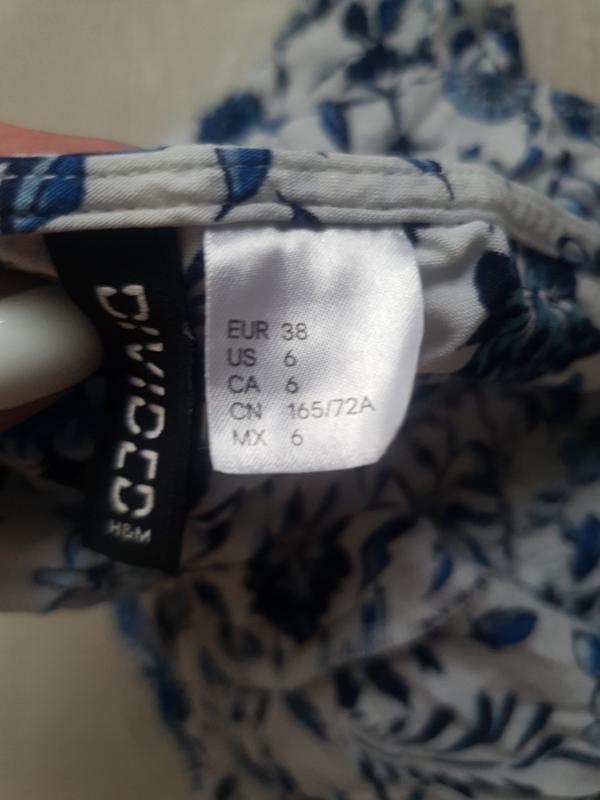 EUR 38
US 6
CA 6
CN 165/72A
MX 6
DIVIDED
H&M